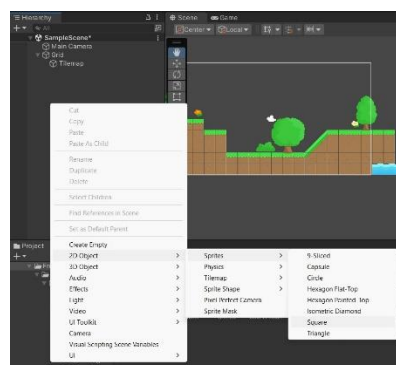 Hierarchy
Scene Game
All
Center Local
SampleScene*
Main Camera
Grid
Tilemap
Cut
Copy
Paste
Paste As Child
Rename
Duplicate
Delete
Select Children
Find References in Scene
Set as Default Parent
Project
Create Empty
2D Object > Sprites > 9-Sliced
3D Object > Physics > Capsule
Audio > Tilemap > Circle
Effects > Sprite Shape > Hexagon Flat-Top
Light > Pixel Perfect Camera Hexagon Pointed-Top
Video > Sprite Mask Isometric Diamond
UI Toolkit > Square
Camera Triangle
Visual Scripting Scene Variables
UI >